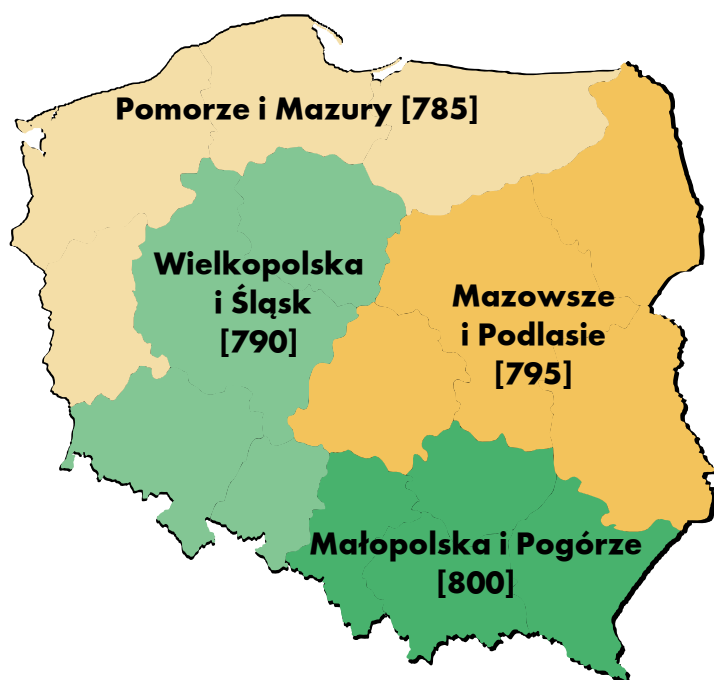 Pomorze i Mazury [785]
Wielkopolska
i Śląsk
[790]
Mazowsze
i Podlasie
[795]
Małopolska i Pogórze
[800]